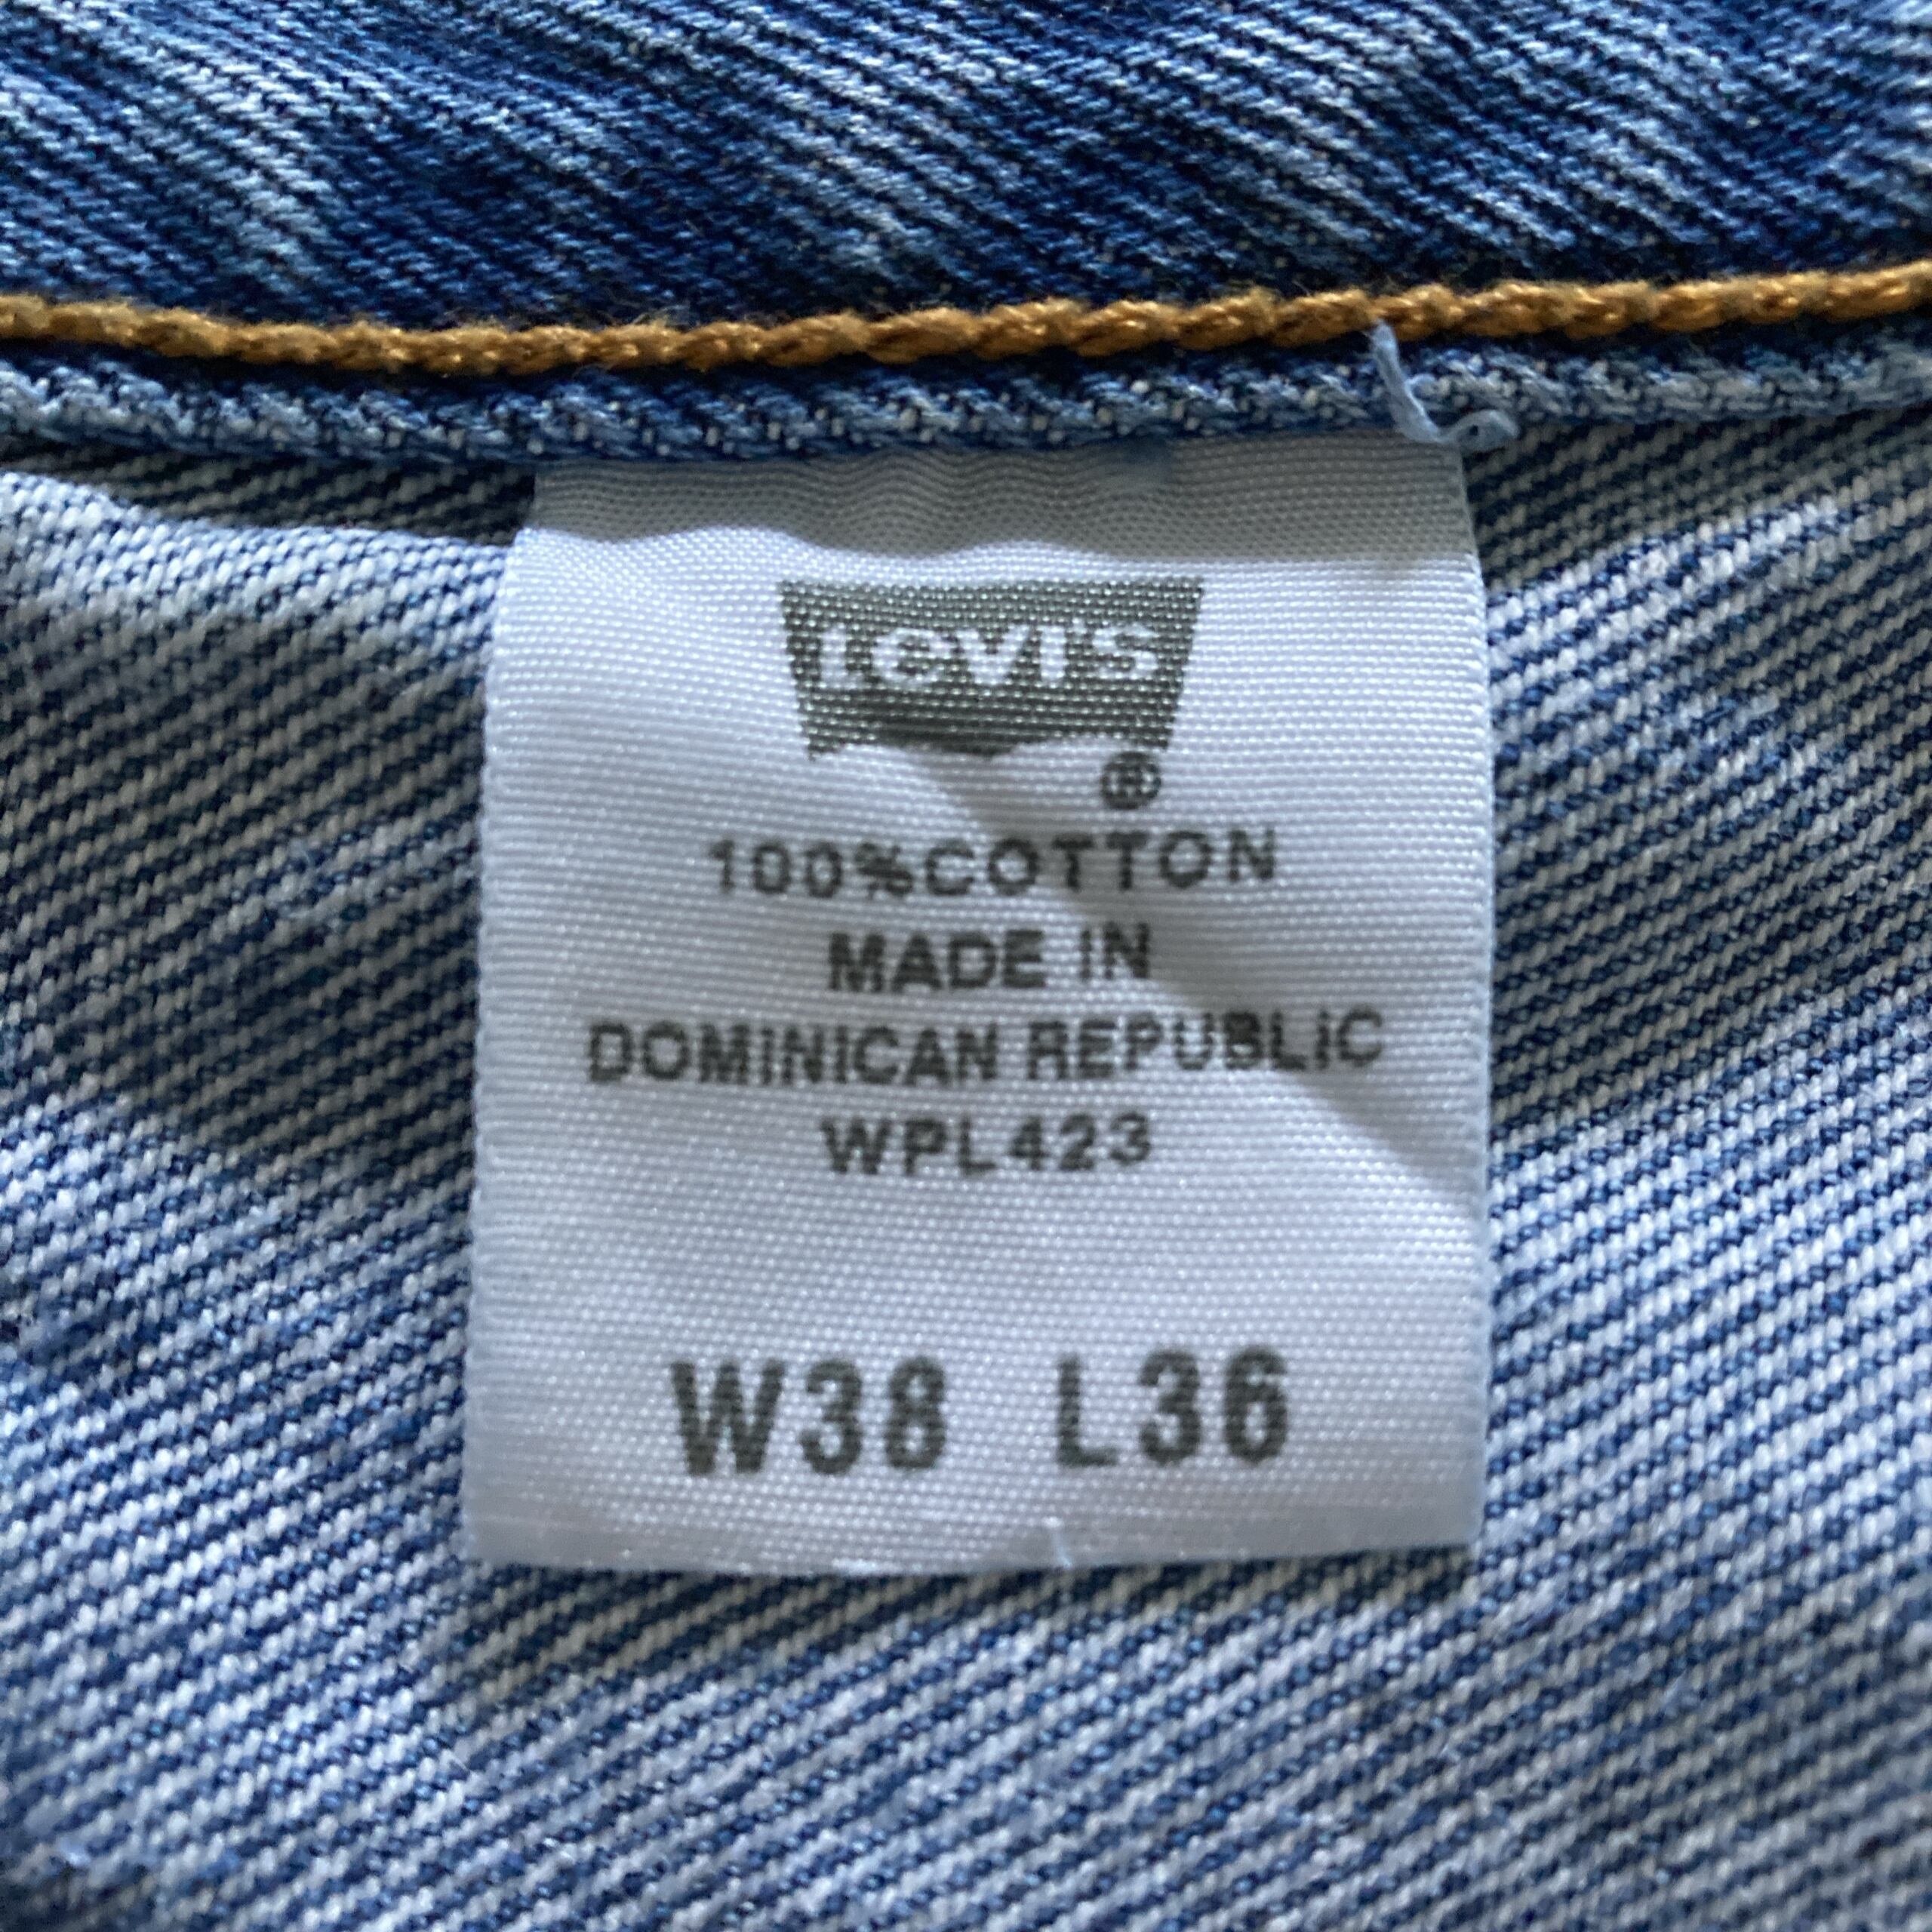 Levi's
®
100%COTTON
MADE IN
DOMINICAN REPUBLIC
WPL423
W38 L36